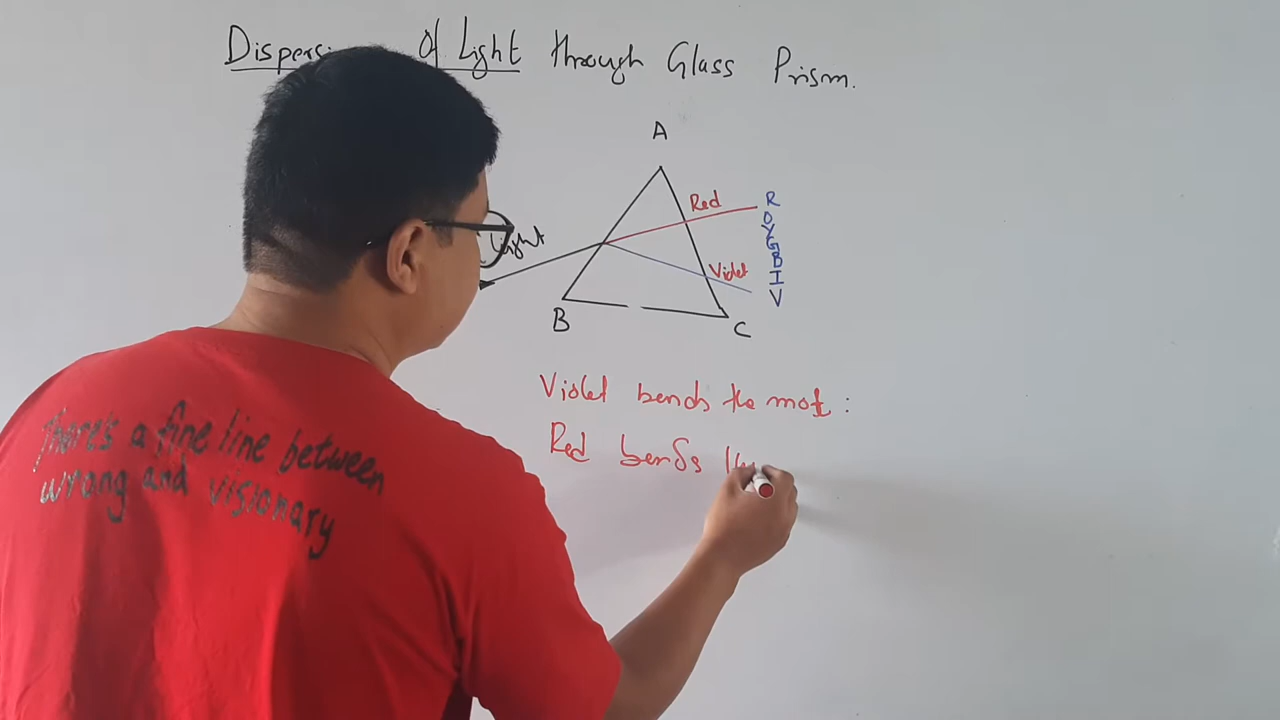 Dispersi Of Light through Glass Prism.
A
Red
R
O
Y
G
B
I
V
Light
Violet
B
C
Violet bends the most :
Red bends
There's a fine line between
wrong and visionary